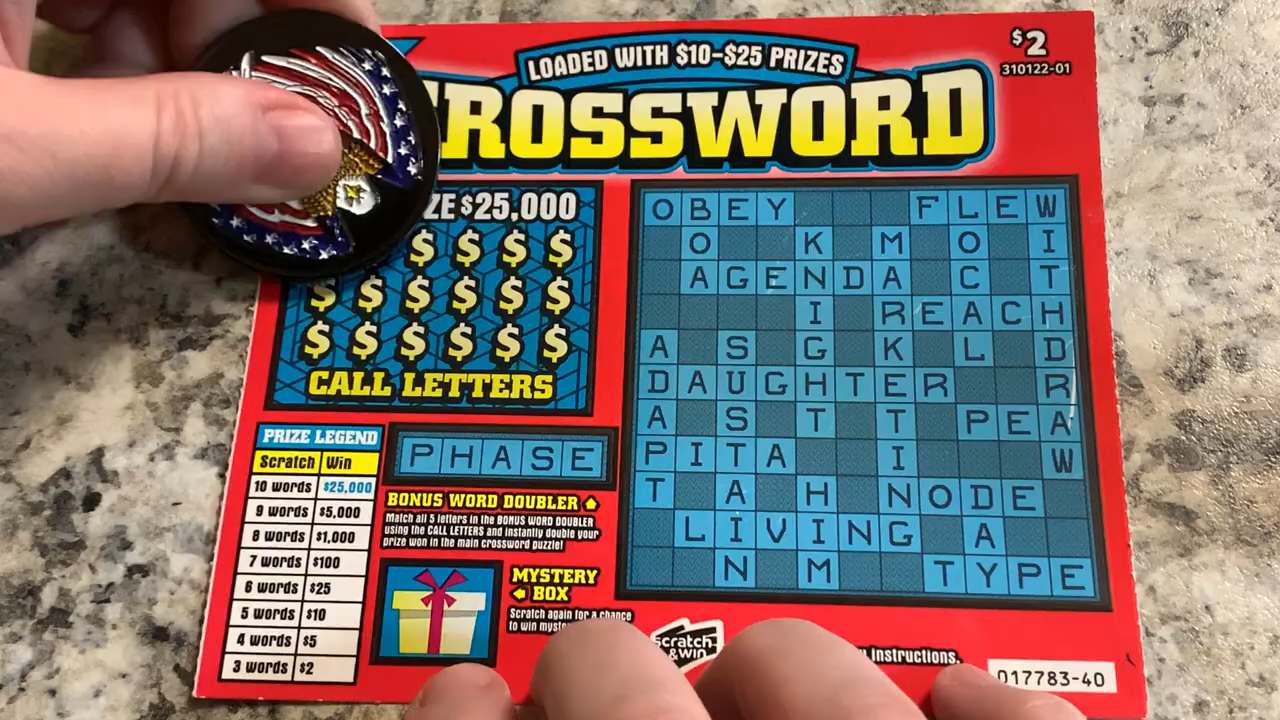 $2
310122-01
LOADED WITH $10-$25 PRIZES
ROSSWORD
$25,000
$ $ $ $
$ $ $ $ $ $
$ $ $ $ $ $
CALL LETTERS
PRIZE LEGEND
Scratch Win
10 words $25,000
9 words $5,000
8 words $1,000
7 words $100
6 words $25
5 words $10
4 words $5
3 words $2
PHASE
BONUS WORD DOUBLER
Match all 5 letters in the BONUS WORD DOUBLER
using the CALL LETTERS and instantly double your
prize won in the main crossword puzzle!
MYSTERY
BOX
Scratch again for a chance
to win
OBEY FLEW
O K M O I
AGENDA C T
I REACH
A S G K L D
DAUGHTER R
P S T T PEA
PITA I W
T A H NODE
LIVING A
N M TYPE
scratch
&WIN
instructions.
017783-40